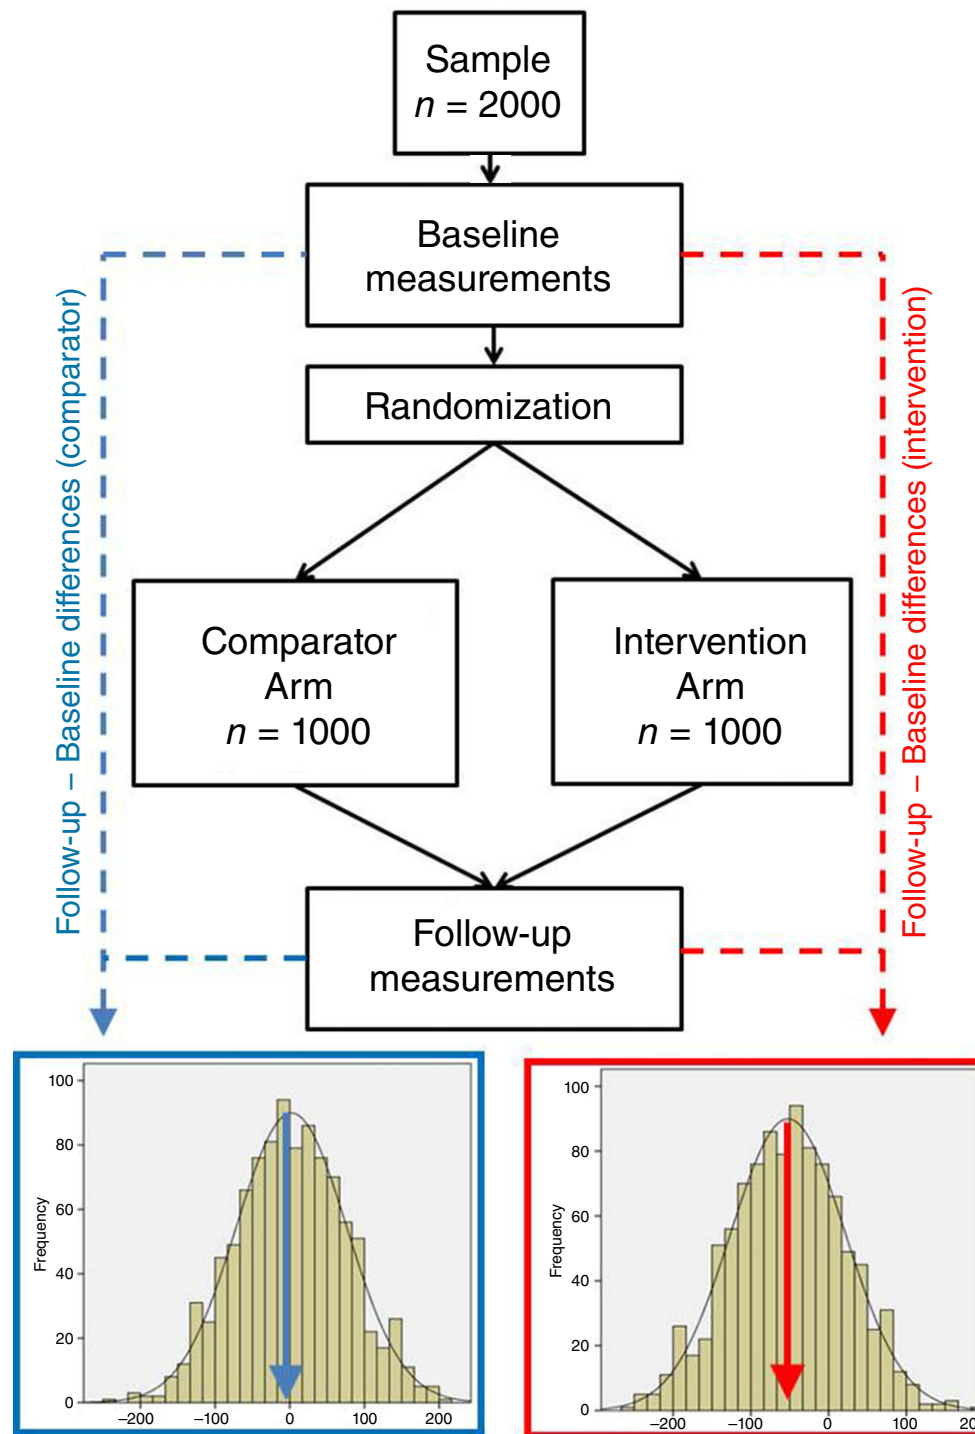 Sample
n = 2000
Baseline
measurements
Randomization
Follow-up – Baseline differences (comparator)
Follow-up – Baseline differences (intervention)
Comparator
Arm
n = 1000
Intervention
Arm
n = 1000
Follow-up
measurements
Frequency
100
80
60
40
20
0
–200
–100
0
100
200
Frequency
100
80
60
40
20
0
–200
–100
0
100
20